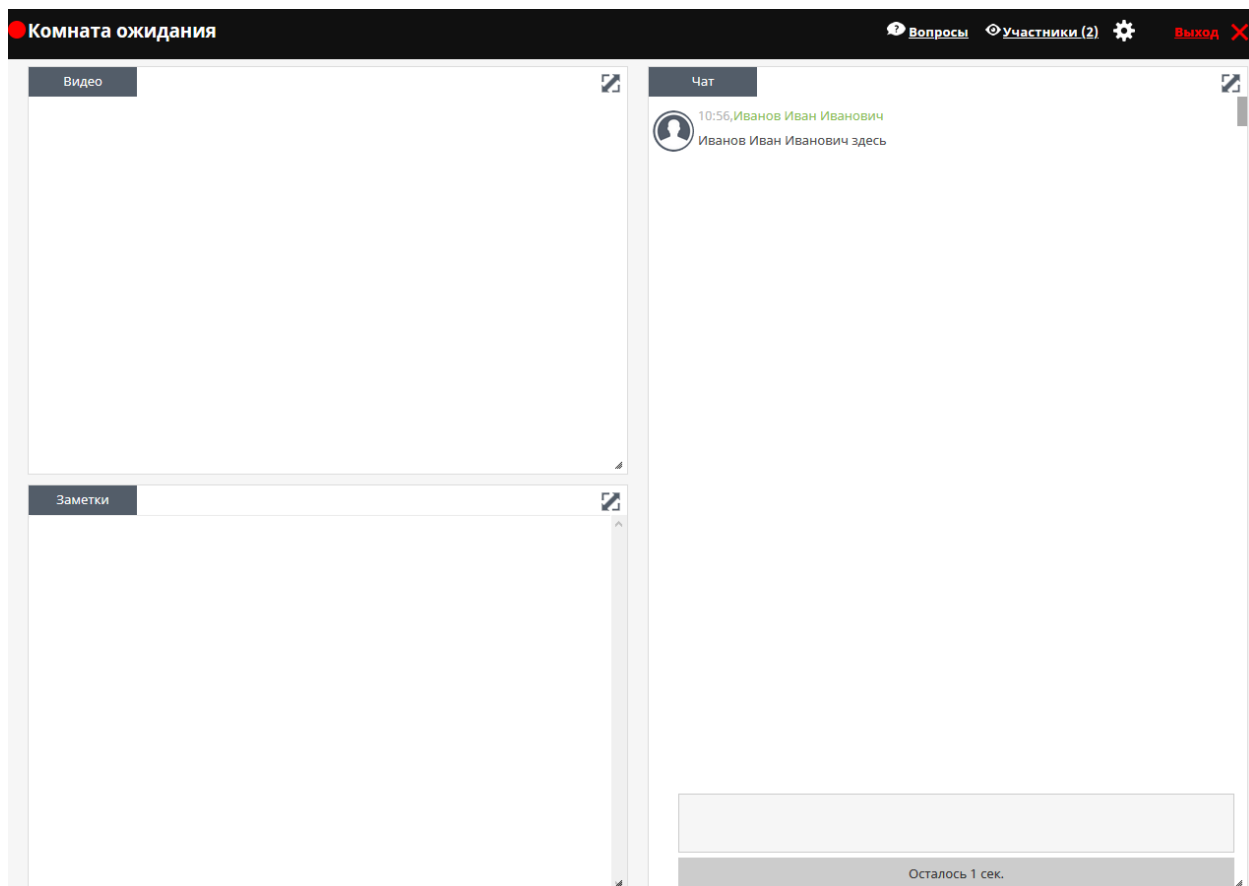 Комната ожидания
Вопросы
Участники (2)
Выход
Видео
Чат
10:56,Иванов Иван Иванович
Иванов Иван Иванович здесь
Заметки
Осталось 1 сек.